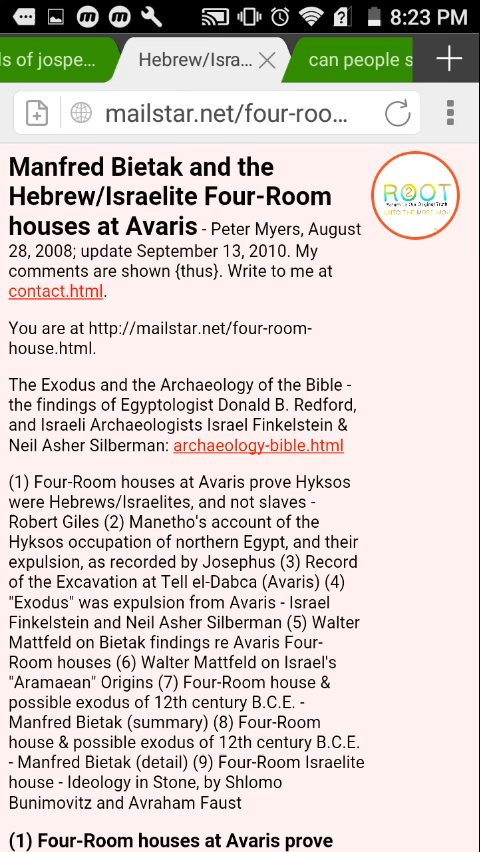 8:23 PM
ls of jospe...
Hebrew/Isra...
can people s
mailstar.net/four-roo...
Manfred Bietak and the
Hebrew/Israelite Four-Room
houses at Avaris - Peter Myers, August
28, 2008; update September 13, 2010. My
comments are shown {thus}. Write to me at
contact.html.
ROOT
UNTO THE MOST HIGH
You are at http://mailstar.net/four-room-
house.html.
The Exodus and the Archaeology of the Bible -
the findings of Egyptologist Donald B. Redford,
and Israeli Archaeologists Israel Finkelstein &
Neil Asher Silberman: archaeology-bible.html
(1) Four-Room houses at Avaris prove Hyksos
were Hebrews/Israelites, and not slaves -
Robert Giles (2) Manetho's account of the
Hyksos occupation of northern Egypt, and their
expulsion, as recorded by Josephus (3) Record
of the Excavation at Tell el-Dabca (Avaris) (4)
"Exodus" was expulsion from Avaris - Israel
Finkelstein and Neil Asher Silberman (5) Walter
Mattfeld on Bietak findings re Avaris Four-
Room houses (6) Walter Mattfeld on Israel's
"Aramaean" Origins (7) Four-Room house &
possible exodus of 12th century B.C.E. -
Manfred Bietak (summary) (8) Four-Room
house & possible exodus of 12th century B.C.E.
- Manfred Bietak (detail) (9) Four-Room Israelite
house - Ideology in Stone, by Shlomo
Bunimovitz and Avraham Faust
(1) Four-Room houses at Avaris prove